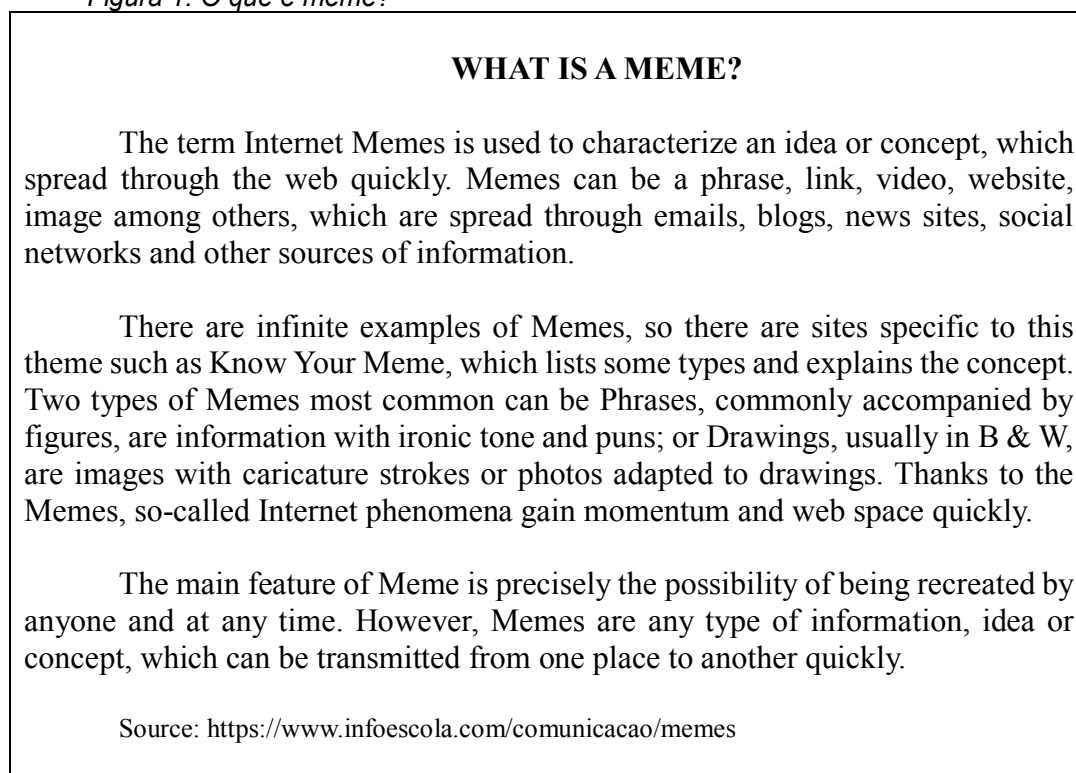 Figura 1: O que é meme?
WHAT IS A MEME?
The term Internet Memes is used to characterize an idea or concept, which
spread through the web quickly. Memes can be a phrase, link, video, website,
image among others, which are spread through emails, blogs, news sites, social
networks and other sources of information.
There are infinite examples of Memes, so there are sites specific to this
theme such as Know Your Meme, which lists some types and explains the concept.
Two types of Memes most common can be Phrases, commonly accompanied by
figures, are information with ironic tone and puns; or Drawings, usually in B & W,
are images with caricature strokes or photos adapted to drawings. Thanks to the
Memes, so-called Internet phenomena gain momentum and web space quickly.
The main feature of Meme is precisely the possibility of being recreated by
anyone and at any time. However, Memes are any type of information, idea or
concept, which can be transmitted from one place to another quickly.
Source: https://www.infoescola.com/comunicacao/memes